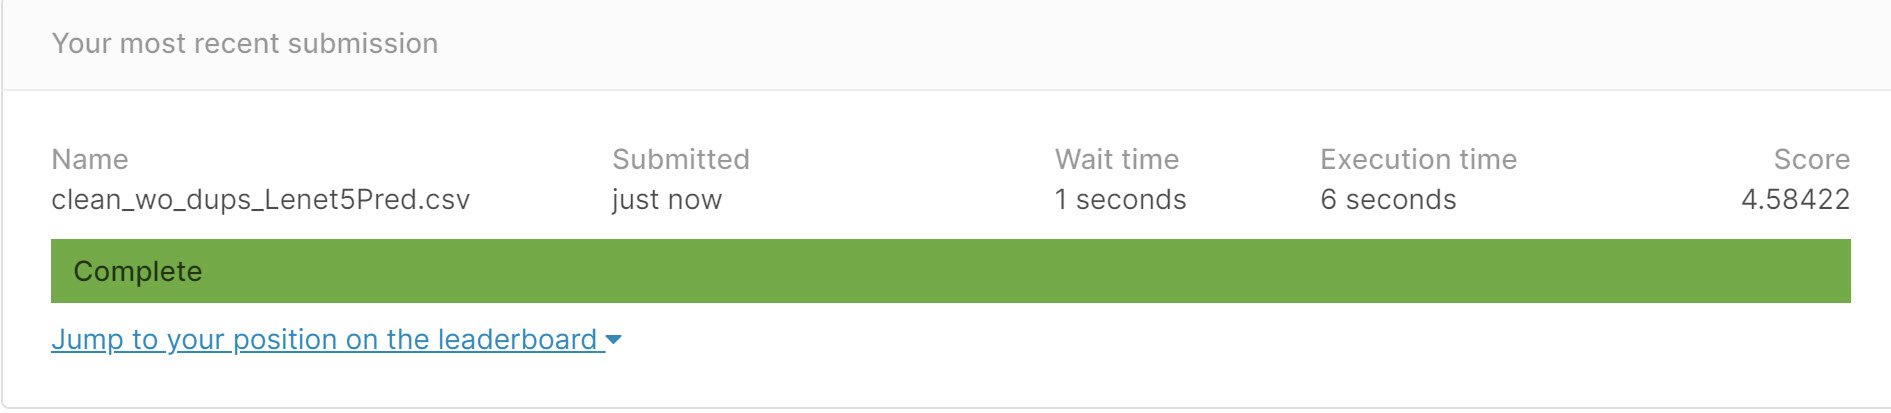 Your most recent submission
Name Submitted Wait time Execution time Score
clean_wo_dups_Lenet5Pred.csv just now 1 seconds 6 seconds 4.58422
Complete
Jump to your position on the leaderboard